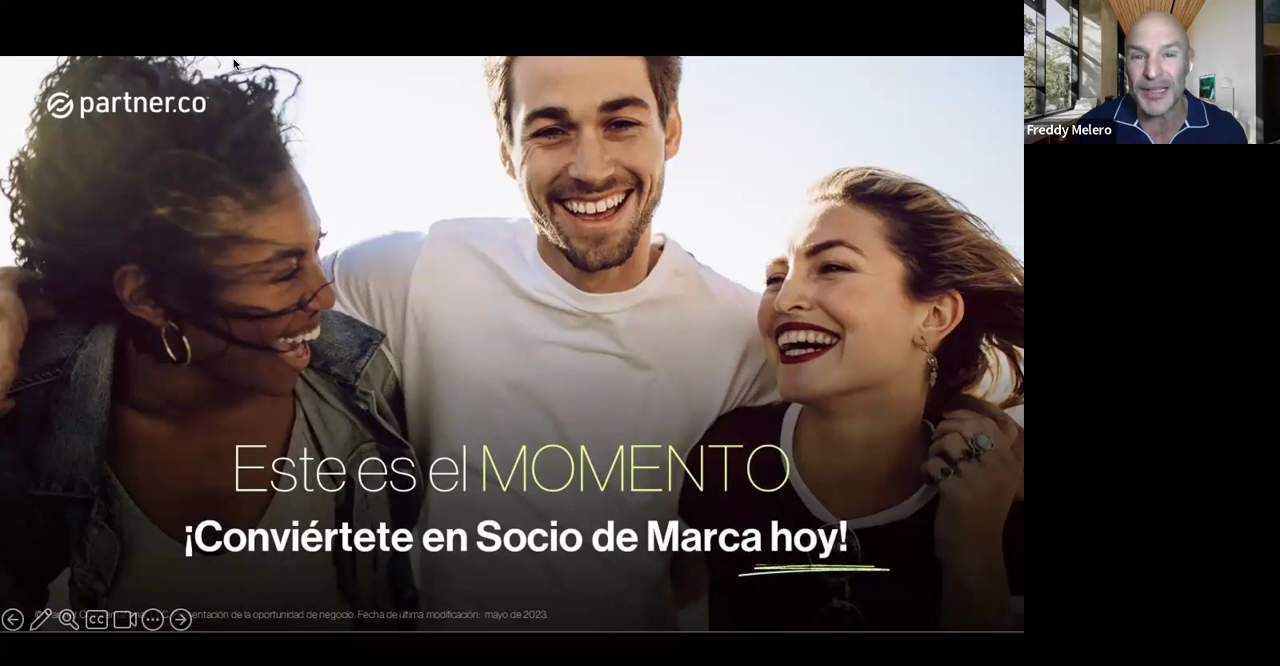 partner.co
Freddy Melero
Este es el MOMENTO
¡Conviértete en Socio de Marca hoy!
de la oportunidad de negocio. Fecha de última modificación: mayo de 2023.
CC